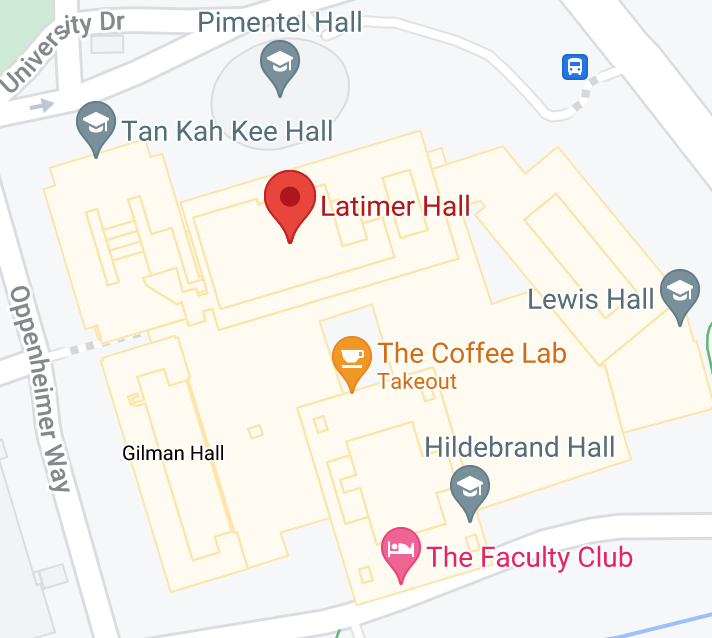 University Dr
Pimentel Hall
Tan Kah Kee Hall
Latimer Hall
Lewis Hall
Oppenheimer Way
The Coffee Lab
Takeout
Gilman Hall
Hildebrand Hall
The Faculty Club